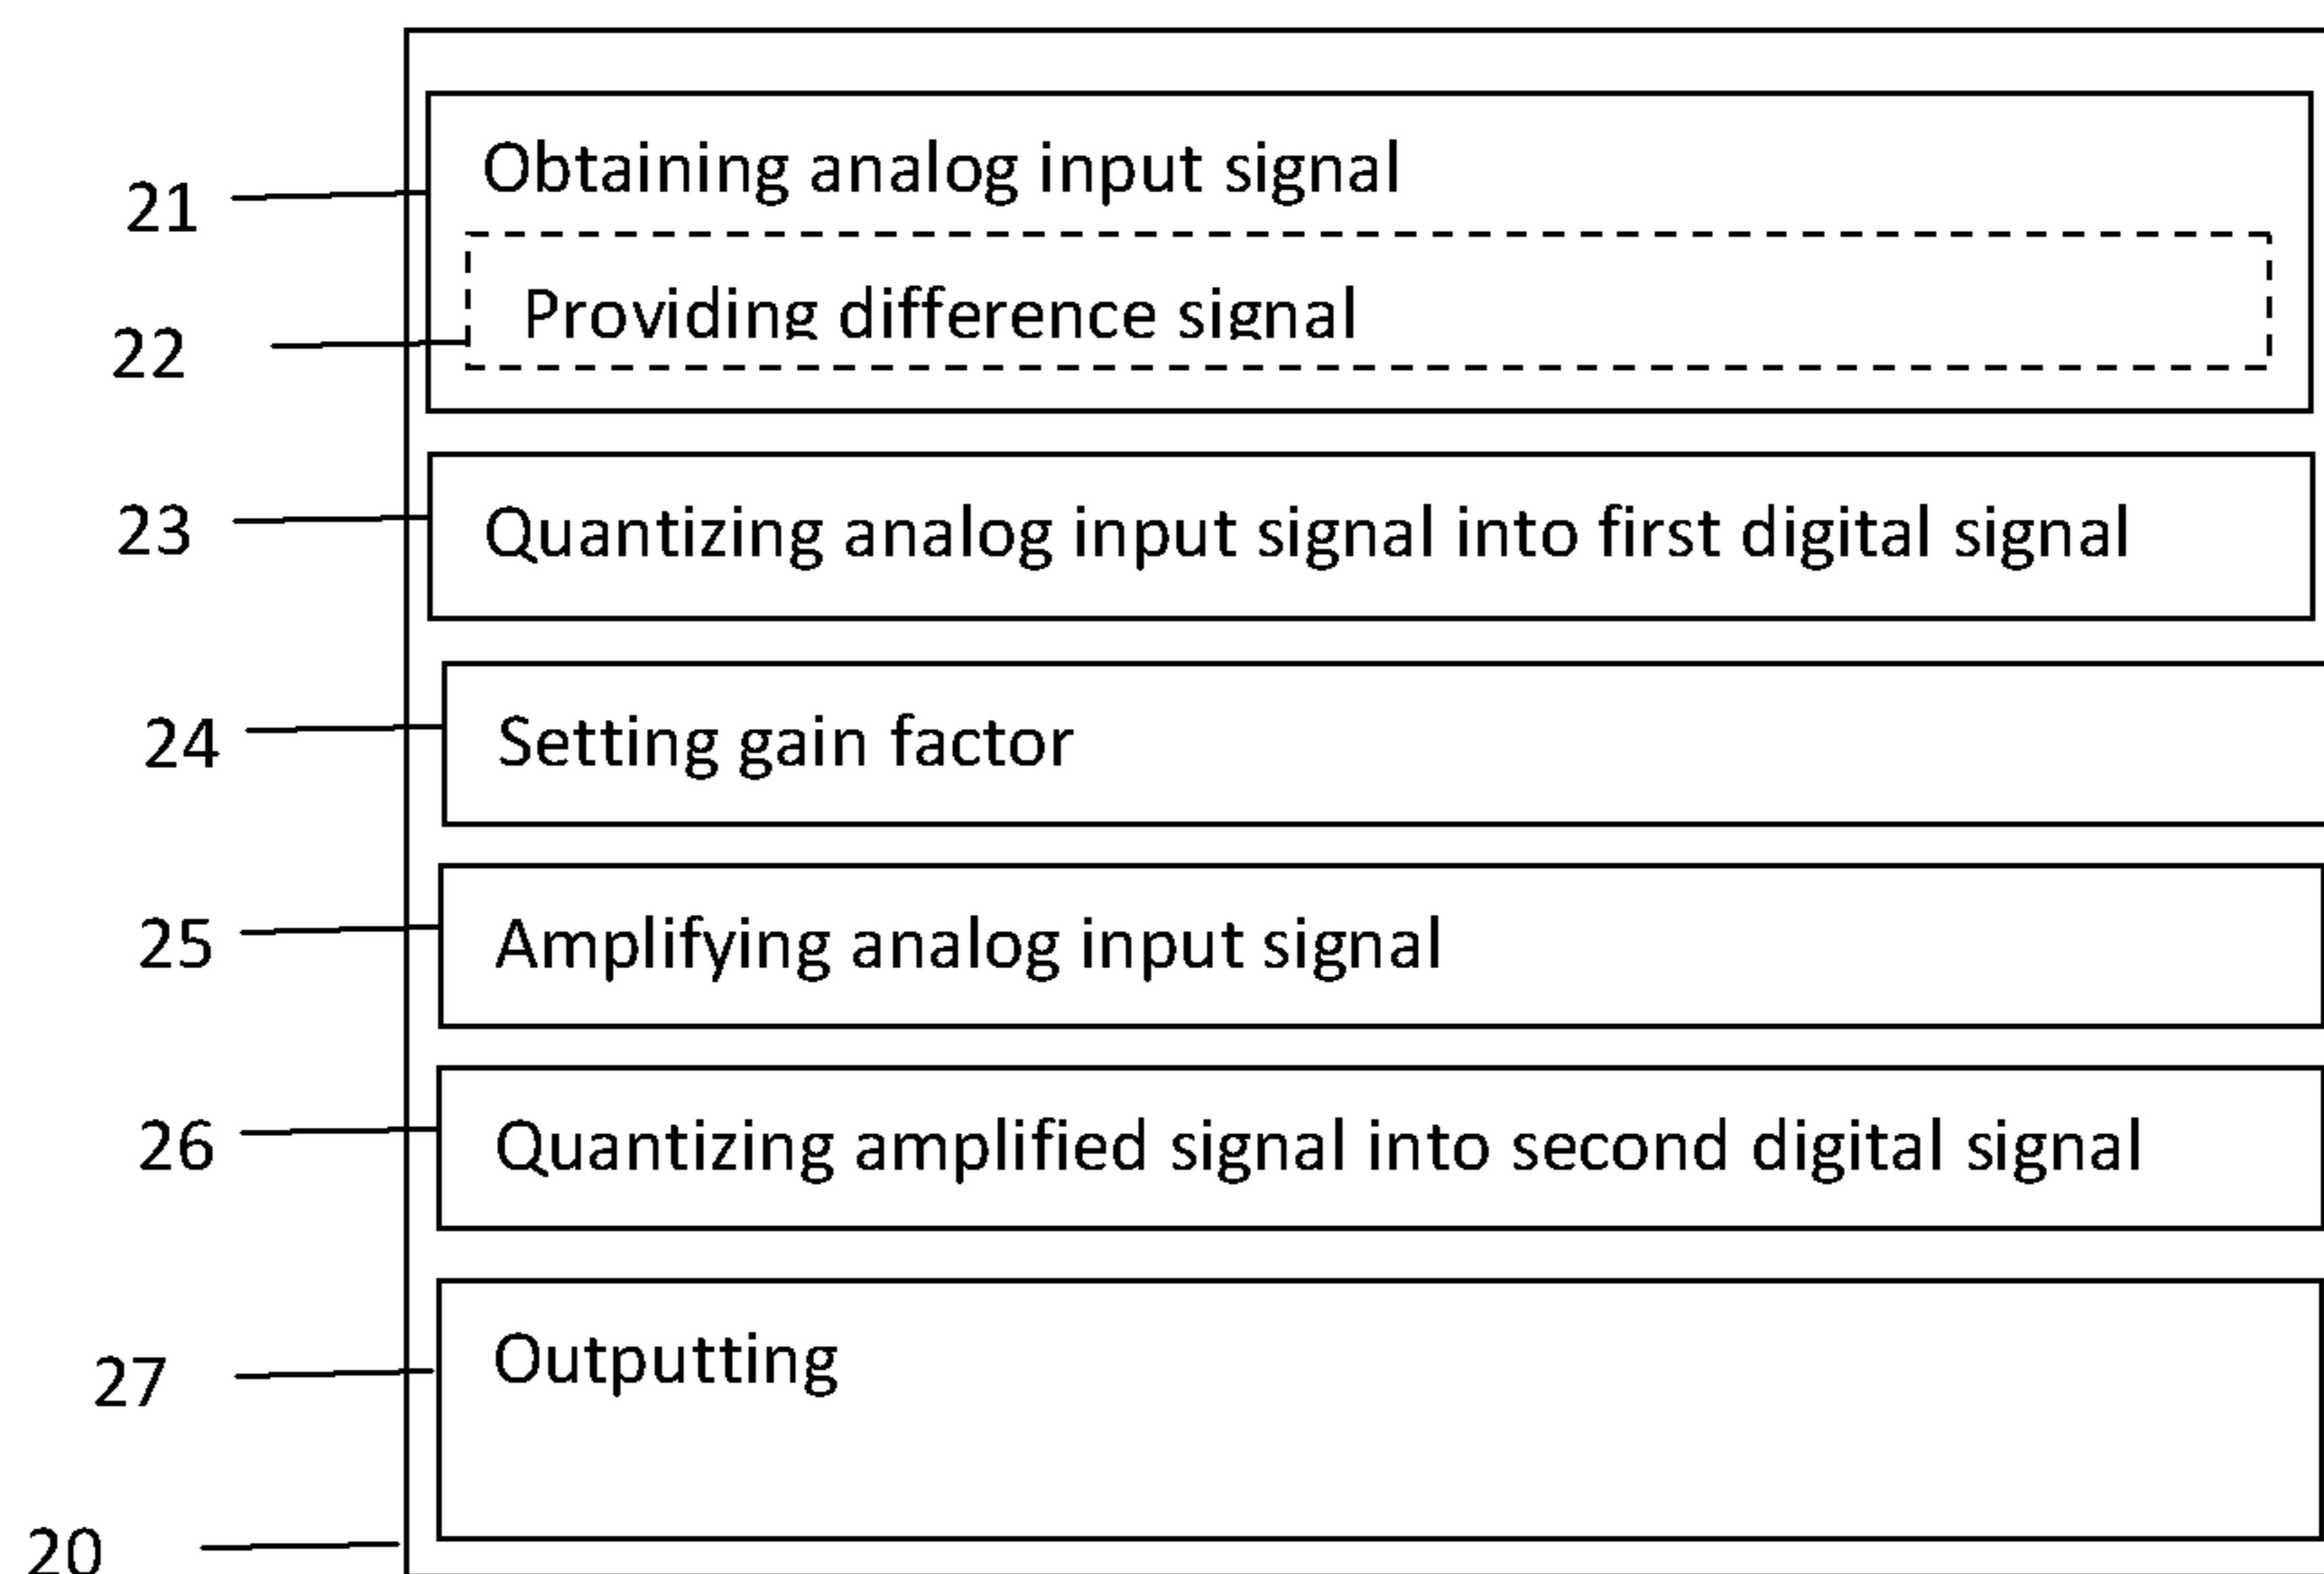 21 Obtaining analog input signal
22 Providing difference signal
23 Quantizing analog input signal into first digital signal
24 Setting gain factor
25 Amplifying analog input signal
26 Quantizing amplified signal into second digital signal
27 Outputting
20